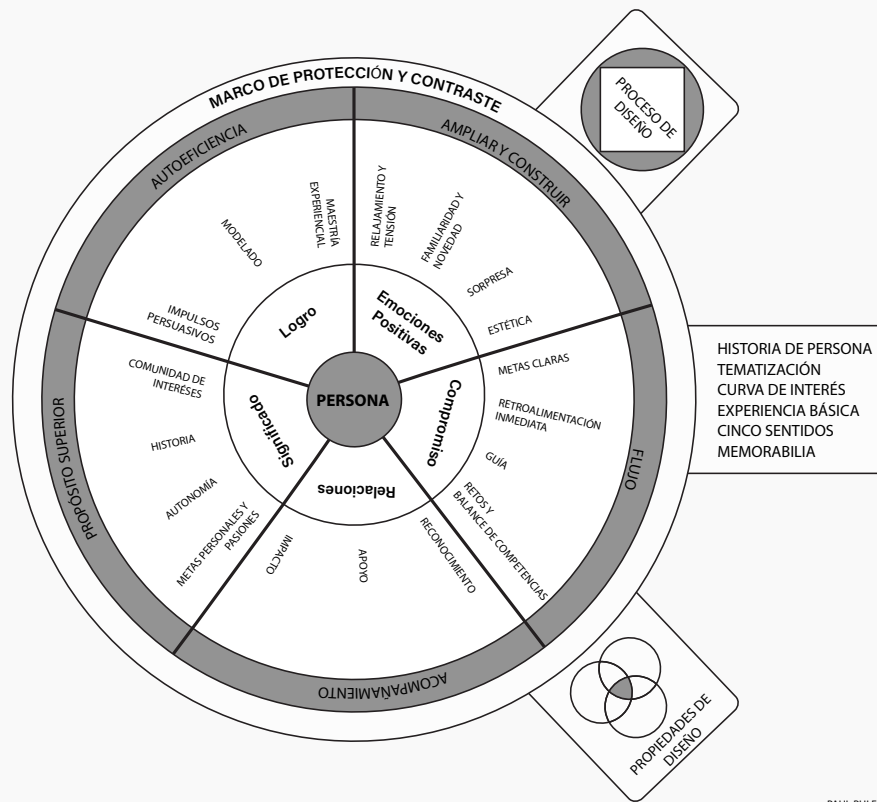 MARCO DE PROTECCIÓN Y CONTRASTE
PROCESO DE
DISEÑO
AUTOEFICIENCIA
AMPLIAR Y CONSTRUIR
MAESTRÍA
EXPERIENCIAL
MODELADO
IMPULSOS
PERSUASIVOS
Logro
RELAJAMIENTO Y
TENSIÓN
FAMILIARIDAD Y
NOVEDAD
SORPRESA
ESTÉTICA
Emociones
Positivas
PERSONA
METAS CLARAS
RETROALIMENTACIÓN
INMEDIATA
GUÍA
RETOS Y
BALANCE DE COMPETENCIAS
Compromiso
FLUJO
HISTORIA DE PERSONA
TEMATIZACIÓN
CURVA DE INTERÉS
EXPERIENCIA BÁSICA
CINCO SENTIDOS
MEMORABILIA
COMUNIDAD DE
INTERÉSES
HISTORIA
AUTONOMÍA
METAS PERSONALES Y
PASIONES
Significado
PROPÓSITO SUPERIOR
Relaciones
IMPACTO
APOYO
RECONOCIMIENTO
ACOMPAÑAMIENTO
PROPIEDADES DE
DISEÑO